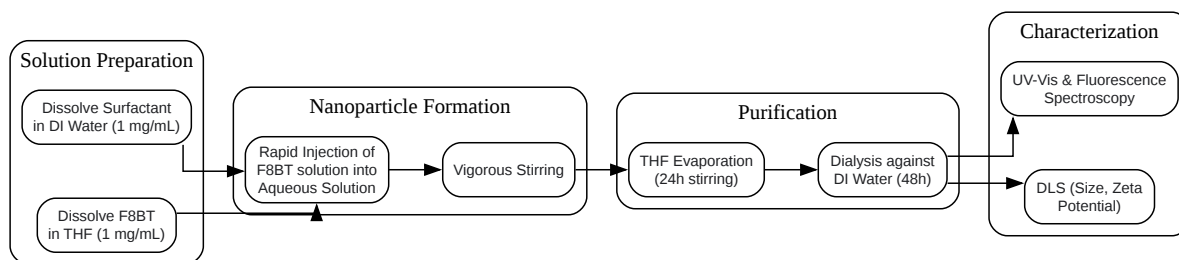 Solution Preparation
Dissolve Surfactant
in DI Water (1 mg/mL)
Dissolve F8BT
in THF (1 mg/mL)
Nanoparticle Formation
Rapid Injection of
F8BT solution into
Aqueous Solution
Vigorous Stirring
Purification
THF Evaporation
(24h stirring)
Dialysis against
DI Water (48h)
Characterization
UV-Vis & Fluorescence
Spectroscopy
DLS (Size, Zeta
Potential)